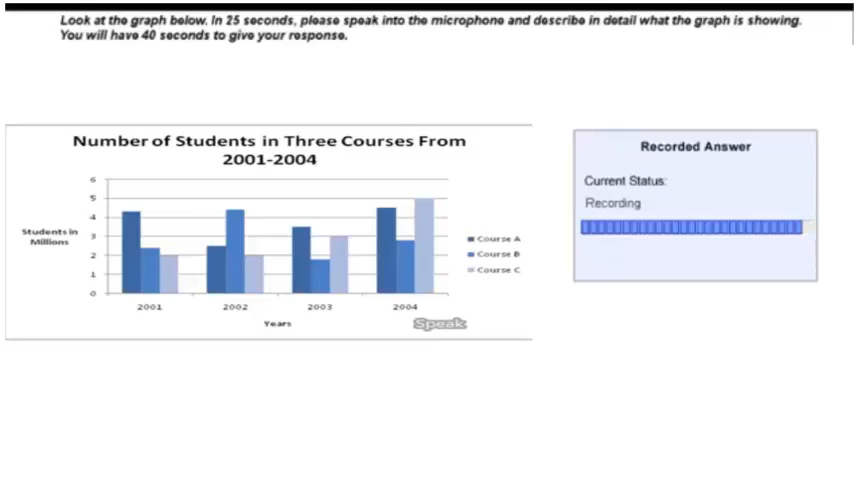 Look at the graph below. In 25 seconds, please speak into the microphone and describe in detail what the graph is showing.
You will have 40 seconds to give your response.
Number of Students in Three Courses From
2001-2004
6
5
4
3
2
1
0
Students in
Millions
2001
2002
2003
2004
Years
Course A
Course B
Course C
Speak
Recorded Answer
Current Status:
Recording